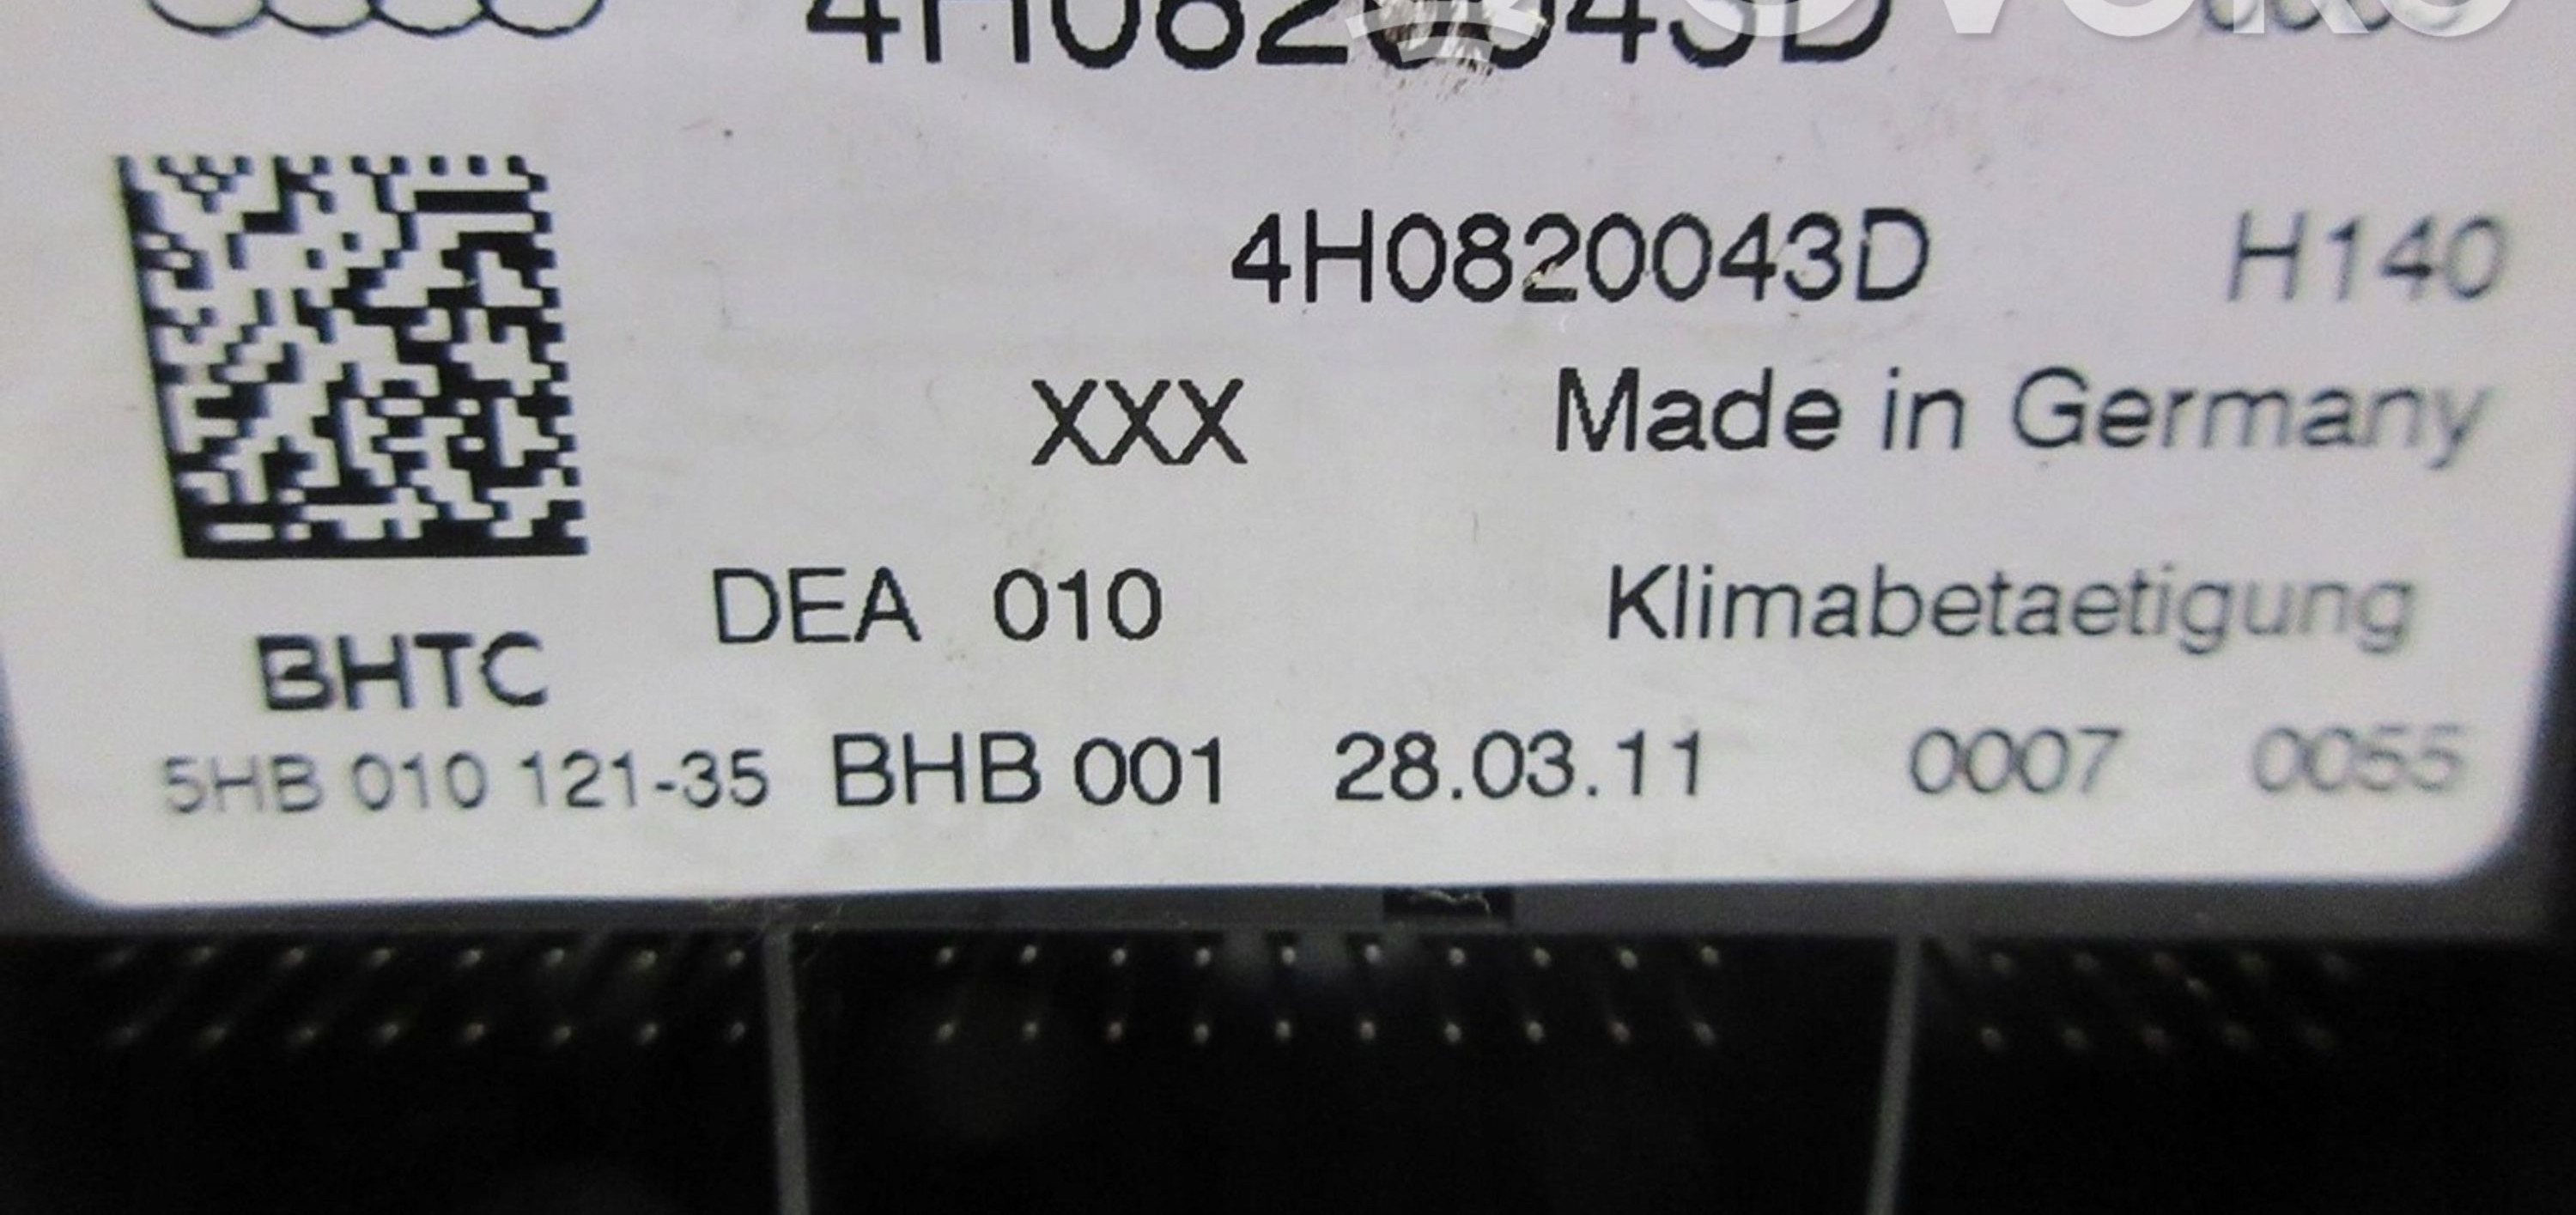 4H0820043D
4H0820043D H140
XXX Made in Germany
DEA 010 Klimabetaetigung
BHTC
5HB 010 121-35 BHB 001 28.03.11 0007 0055